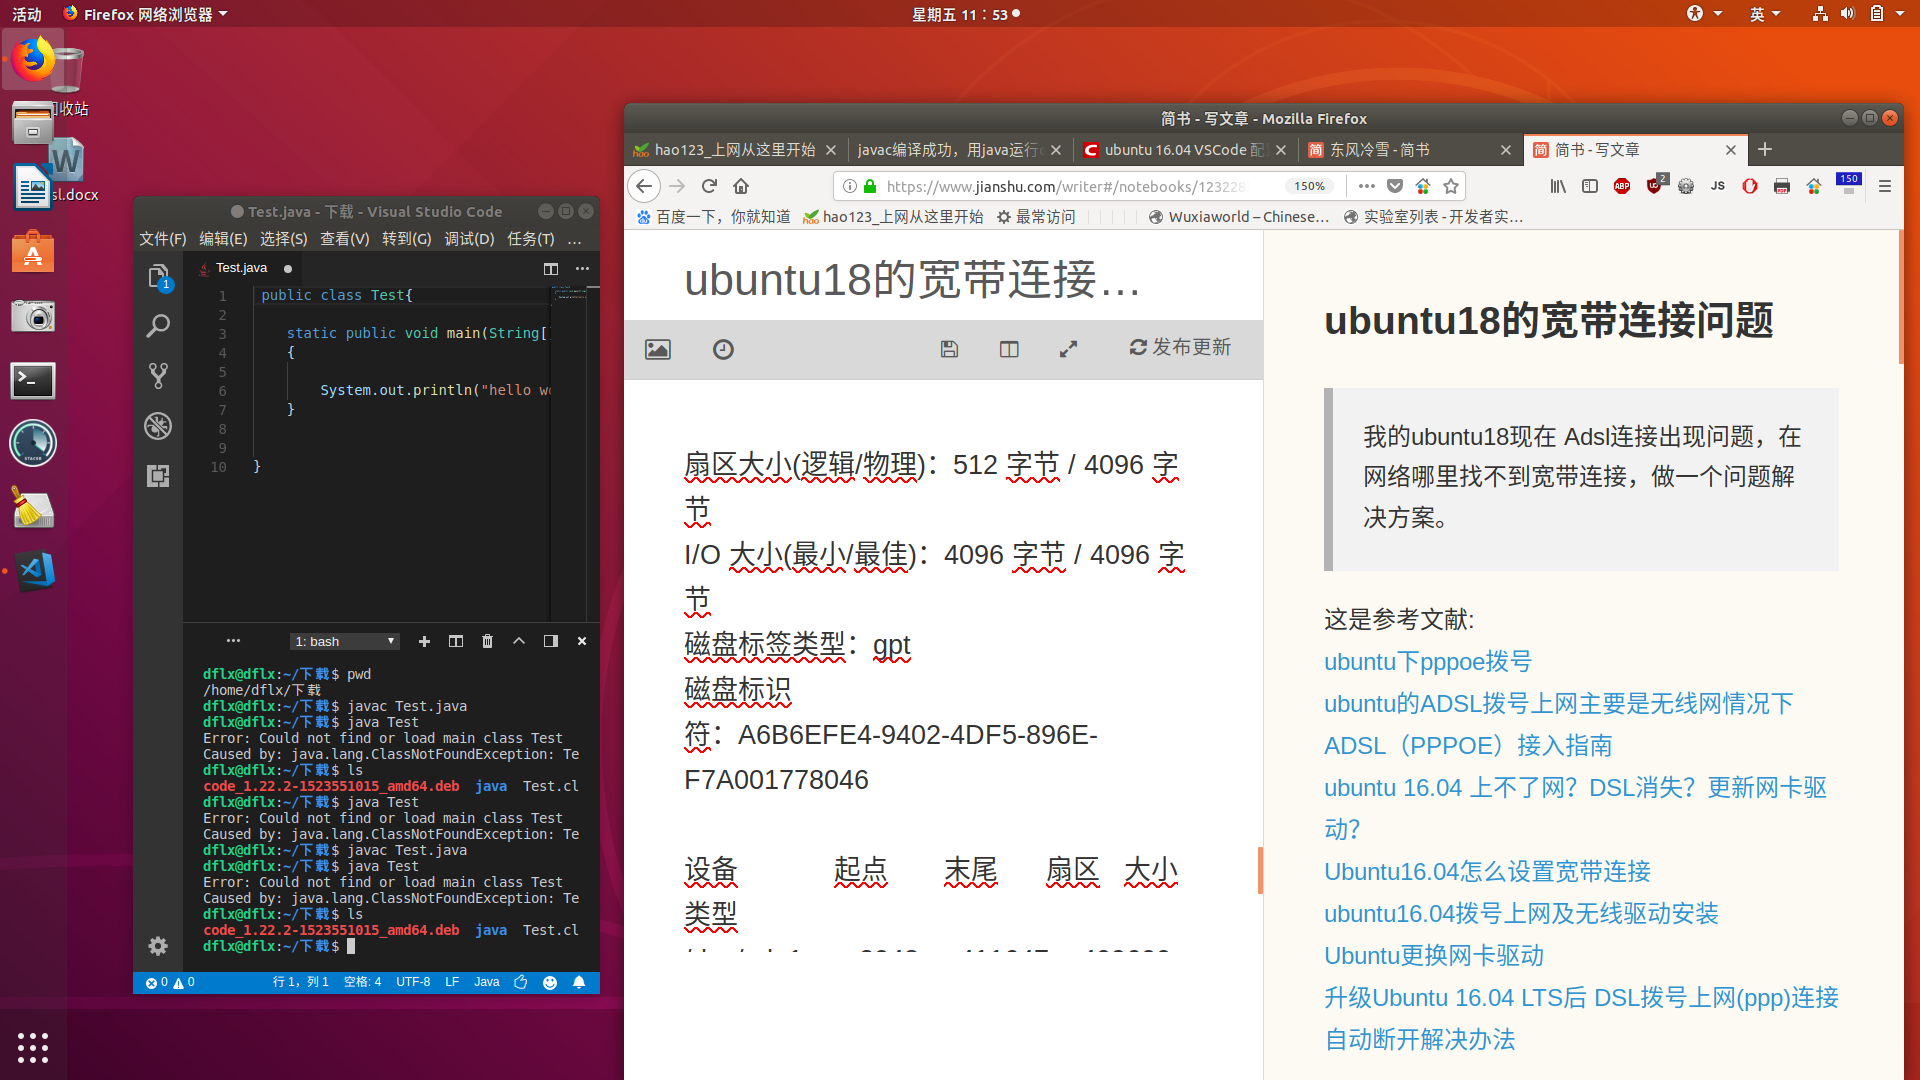 活动
Firefox 网络浏览器
星期五 11：53
英
sl.docx
Test.java - 下载 - Visual Studio Code
文件(F) 编辑(E) 选择(S) 查看(V) 转到(G) 调试(D) 任务(T) …
1
Test.java
1 public class Test{
2
3 static public void main(String[]
4 {
5
6 System.out.println("hello wo
7 }
8
9
10 }
1: bash
dflx@dflx:~/下载$ pwd
/home/dflx/下载
dflx@dflx:~/下载$ javac Test.java
dflx@dflx:~/下载$ java Test
Error: Could not find or load main class Test
Caused by: java.lang.ClassNotFoundException: Te
dflx@dflx:~/下载$ ls
code_1.22.2-1523551015_amd64.deb java Test.cl
dflx@dflx:~/下载$ java Test
Error: Could not find or load main class Test
Caused by: java.lang.ClassNotFoundException: Te
dflx@dflx:~/下载$ javac Test.java
dflx@dflx:~/下载$ java Test
Error: Could not find or load main class Test
Caused by: java.lang.ClassNotFoundException: Te
dflx@dflx:~/下载$ ls
code_1.22.2-1523551015_amd64.deb java Test.cl
dflx@dflx:~/下载$
0 0 行 1，列 1 空格: 4 UTF-8 LF Java
简书 - 写文章 - Mozilla Firefox
hao123_上网从这里开始
javac编译成功，用java运行
ubuntu 16.04 VSCode 配
东风冷雪 - 简书
简书 - 写文章
https://www.jianshu.com/writer#/notebooks/123228
150%
ABP
2
JS
150
百度一下，你就知道
hao123_上网从这里开始
最常访问
Wuxiaworld – Chinese…
实验室列表 - 开发者实…
ubuntu18的宽带连接…
发布更新
扇区大小(逻辑/物理)：512 字节 / 4096 字
节
I/O 大小(最小/最佳)：4096 字节 / 4096 字
节
磁盘标签类型：gpt
磁盘标识
符：A6B6EFE4-9402-4DF5-896E-
F7A001778046
设备 起点 末尾 扇区 大小
类型
ubuntu18的宽带连接问题
我的ubuntu18现在 Adsl连接出现问题，在
网络哪里找不到宽带连接，做一个问题解
决方案。
这是参考文献:
ubuntu下pppoe拨号
ubuntu的ADSL拨号上网主要是无线网情况下
ADSL（PPPOE）接入指南
ubuntu 16.04 上不了网？DSL消失？更新网卡驱
动？
Ubuntu16.04怎么设置宽带连接
ubuntu16.04拨号上网及无线驱动安装
Ubuntu更换网卡驱动
升级Ubuntu 16.04 LTS后 DSL拨号上网(ppp)连接
自动断开解决办法